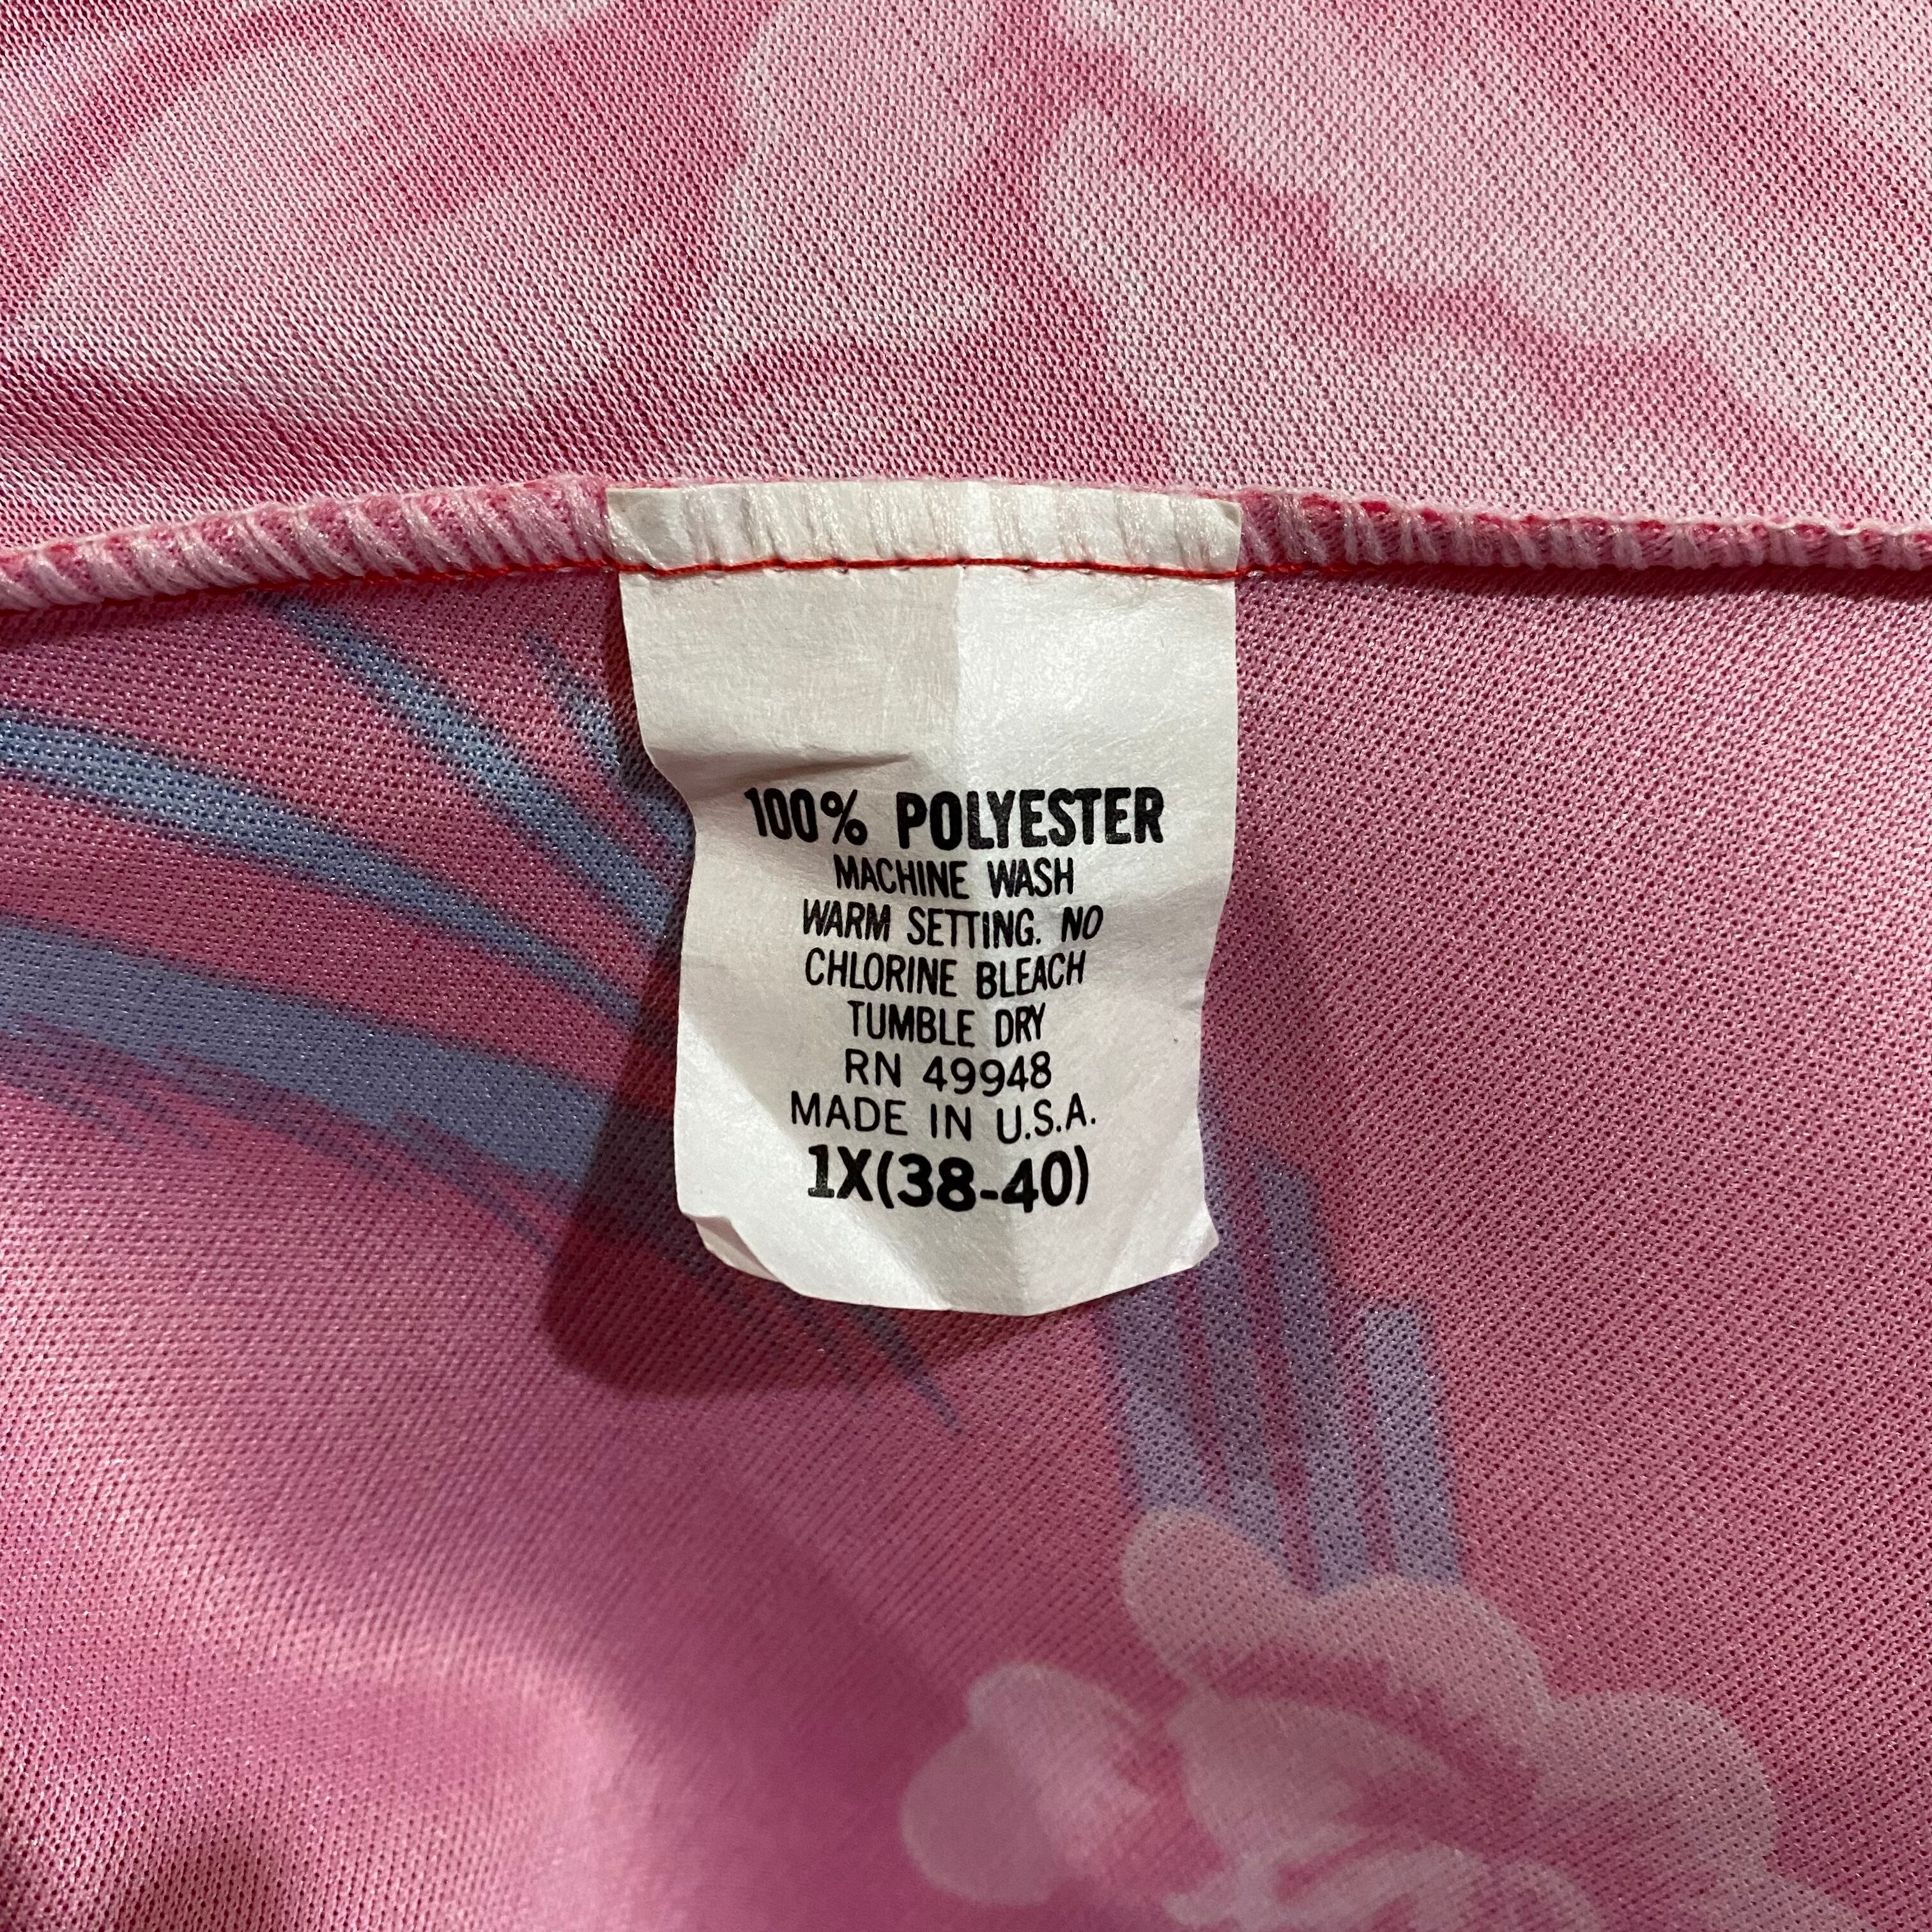 100% POLYESTER
MACHINE WASH
WARM SETTING. NO
CHLORINE BLEACH
TUMBLE DRY
RN 49948
MADE IN U.S.A.
1X(38-40)